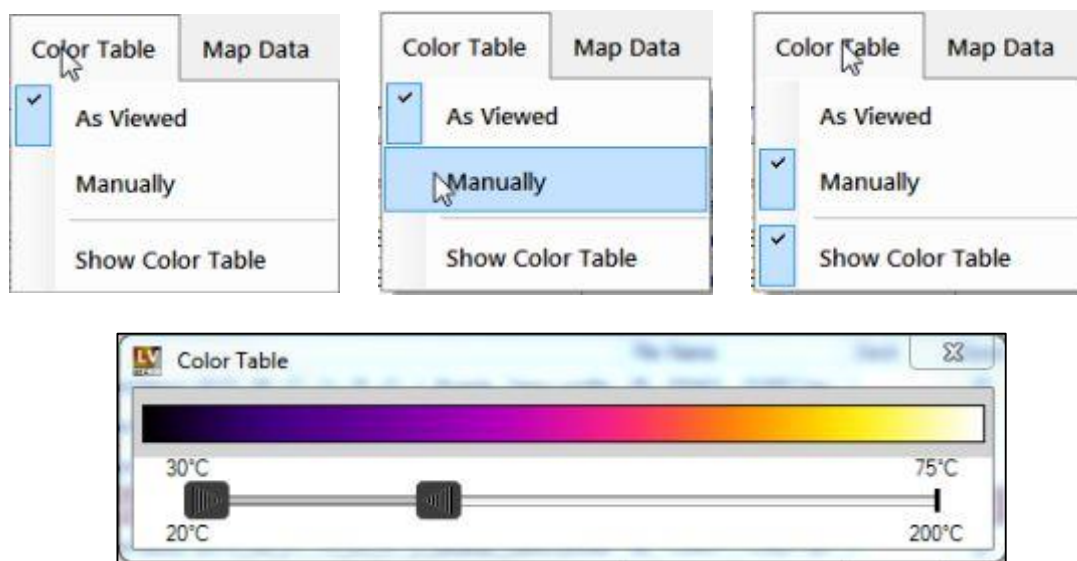 Color Table Map Data
As Viewed
Manually
Show Color Table
Color Table Map Data
As Viewed
Manually
Show Color Table
Color Table Map Data
As Viewed
Manually
Show Color Table
LV Color Table
30°C 75°C
20°C 200°C